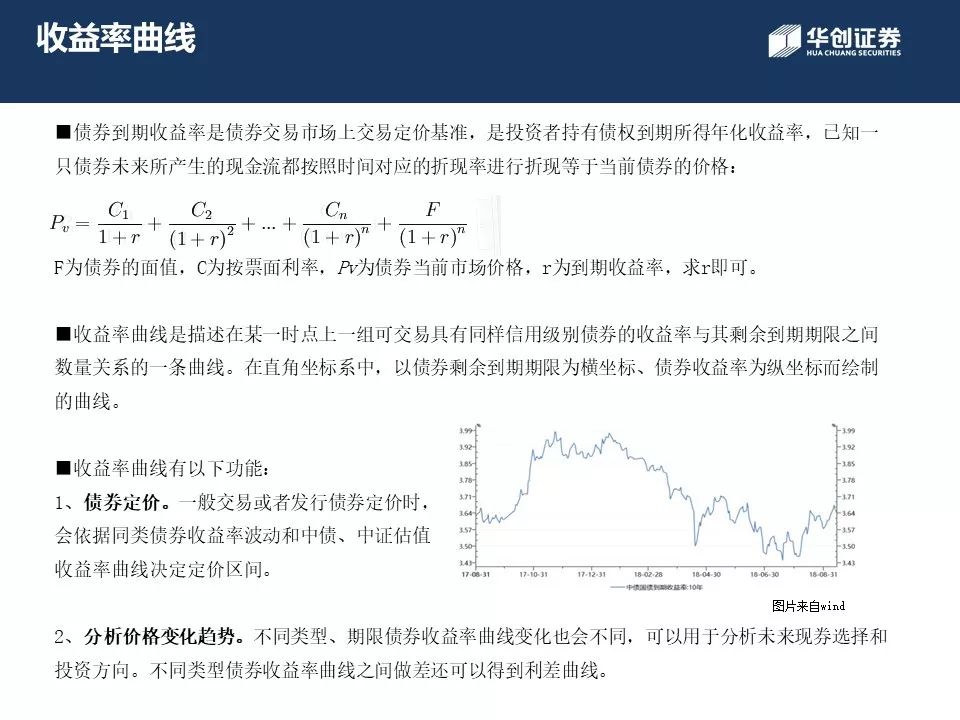 收益率曲线
华创证券
HUA CHUANG SECURITIES
■债券到期收益率是债券交易市场上交易定价基准，是投资者持有债权到期所得年化收益率，已知一
只债券未来所产生的现金流都按照时间对应的折现率进行折现等于当前债券的价格：
P_v = C_1/(1+r) + C_2/(1+r)^2 + ... + C_n/(1+r)^n + F/(1+r)^n
F为债券的面值，C为按票面利率，Pv为债券当前市场价格，r为到期收益率，求r即可。
■收益率曲线是描述在某一时点上一组可交易具有同样信用级别债券的收益率与其剩余到期期限之间
数量关系的一条曲线。在直角坐标系中，以债券剩余到期期限为横坐标、债券收益率为纵坐标而绘制
的曲线。
■收益率曲线有以下功能：
1、债券定价。一般交易或者发行债券定价时，
会依据同类债券收益率波动和中债、中证估值
收益率曲线决定定价区间。
3.99 3.99
3.92 3.92
3.85 3.85
3.78 3.78
3.71 3.71
3.64 3.64
3.57 3.57
3.50 3.50
3.43 3.43
17-08-31 17-10-31 17-12-31 18-02-28 18-04-30 18-06-30 18-08-31
中债国债到期收益率:10年
图片来自wind
2、分析价格变化趋势。不同类型、期限债券收益率曲线变化也会不同，可以用于分析未来现券选择和
投资方向。不同类型债券收益率曲线之间做差还可以得到利差曲线。